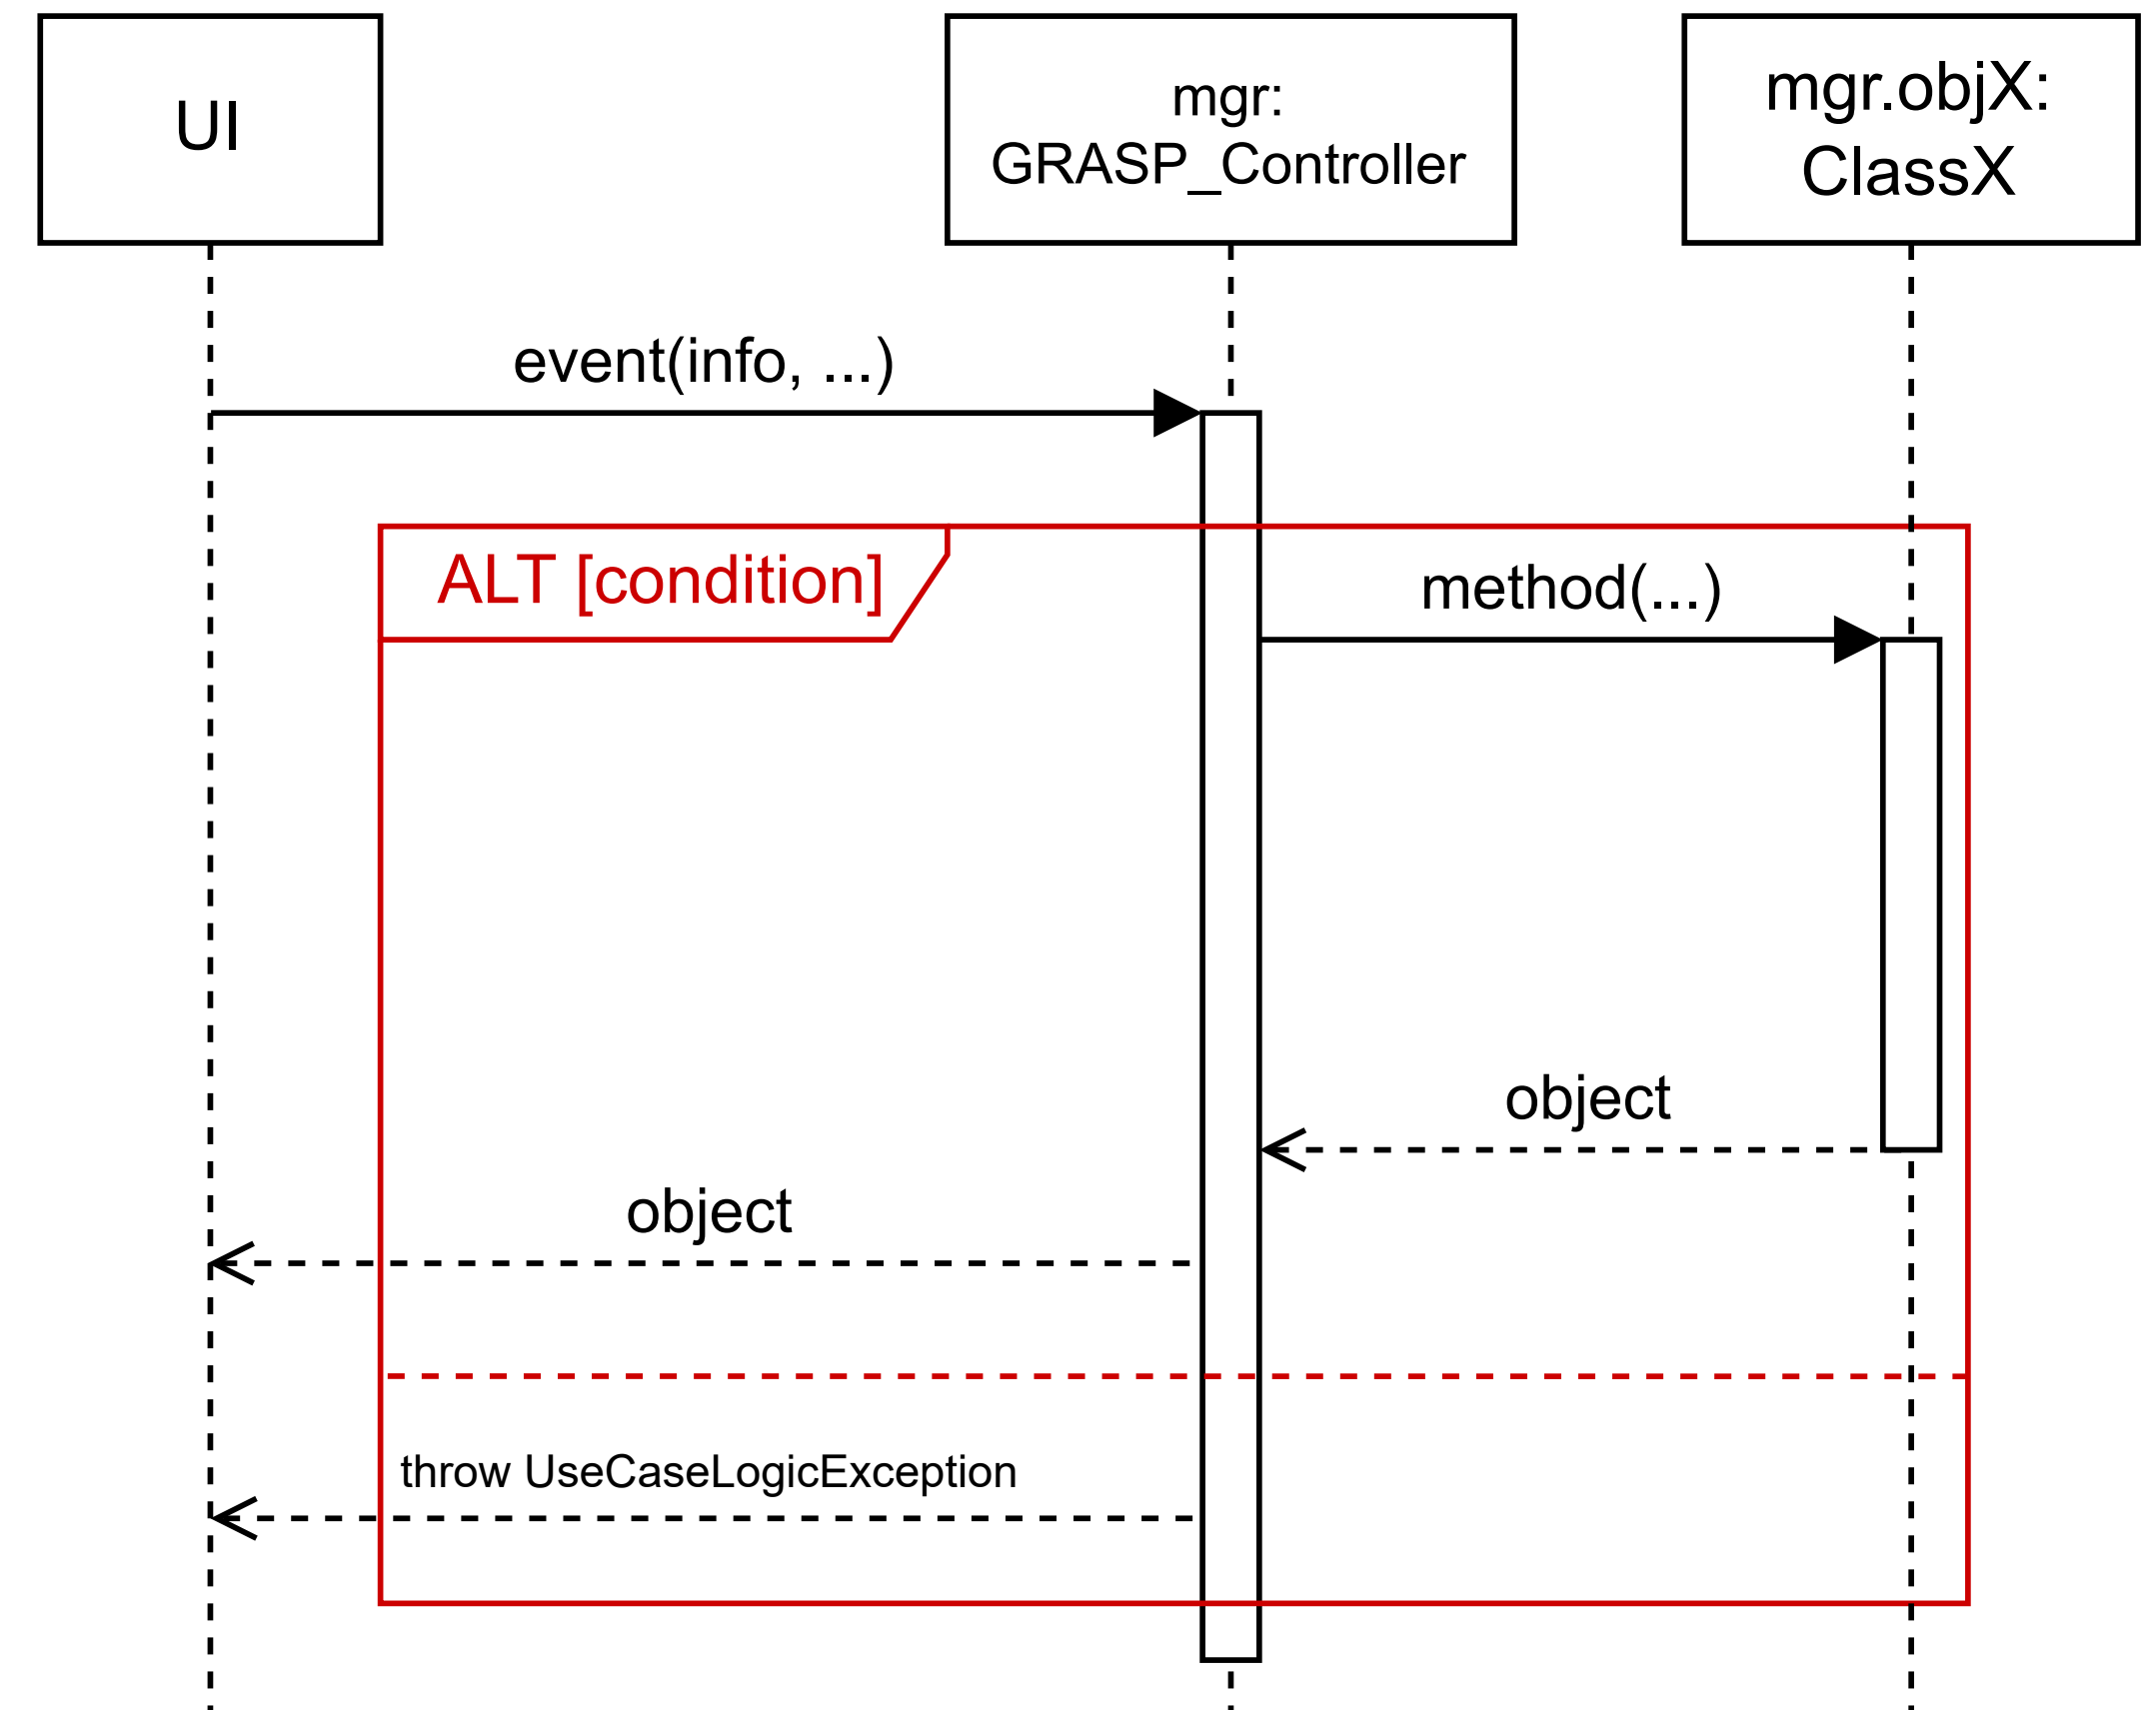 UI
mgr:
GRASP_Controller
mgr.objX:
ClassX
event(info, ...)
ALT [condition]
method(...)
object
object
throw UseCaseLogicException